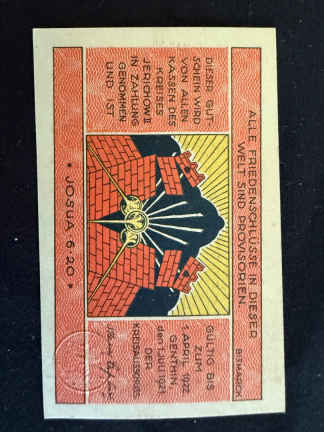 ALLE FRIEDENSCHLÜSSE IN DIESER
WELT SIND PROVISORIEN.
BISMARCK
DIESER GUT-
SCHEIN WIRD
VON ALLEN
KASSEN DES
KREISES
JERICHOW II
IN ZAHLUNG
GENOMMEN
UND IST
GÜLTIG BIS
ZUM
1. APRIL 1922.
GENTHIN,
den 1. JULI 1921.
DER
KREISAUSSCHUSS.
* JOSUA · 6·20 *